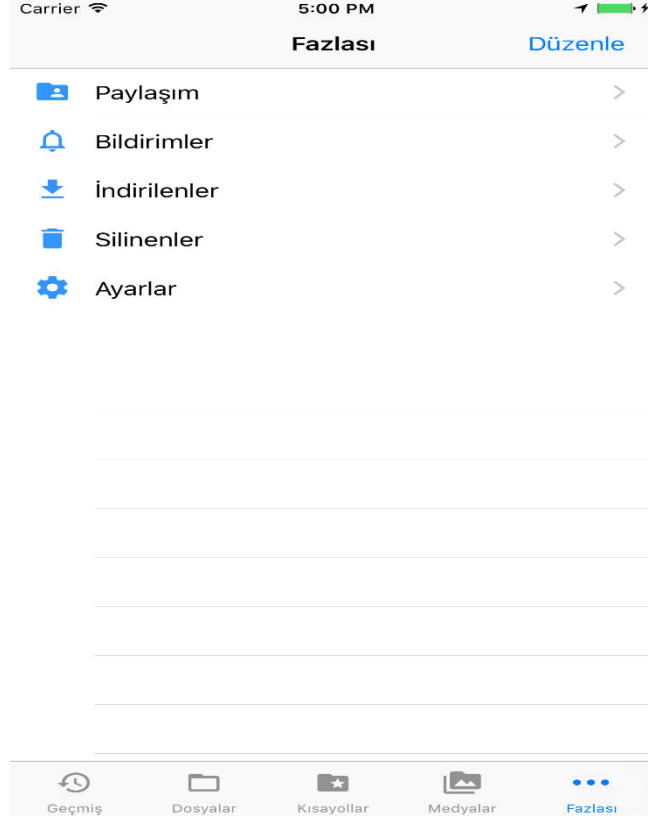 Carrier 5:00 PM
Fazlası Düzenle
Paylaşım
Bildirimler
İndirilenler
Silinenler
Ayarlar
Geçmiş Dosyalar Kısayollar Medyalar Fazlası